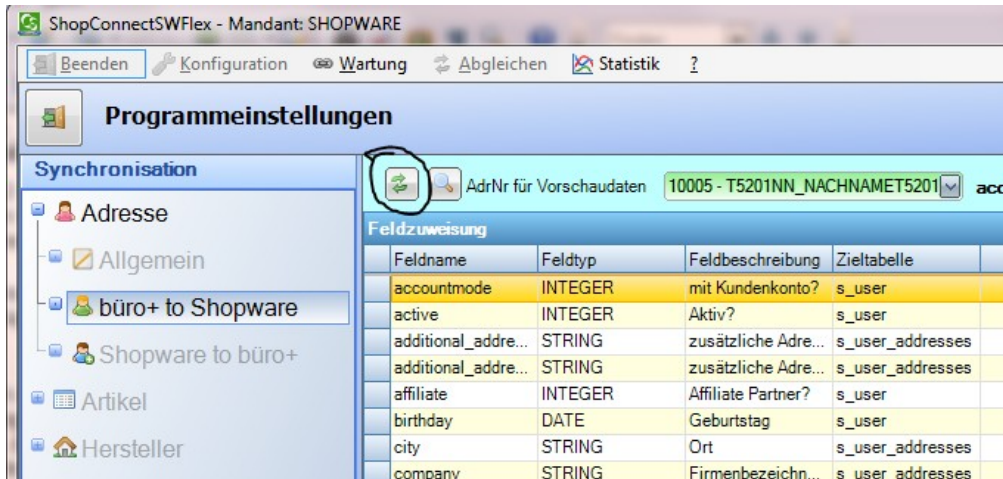 ShopConnectSWFlex - Mandant: SHOPWARE
Beenden Konfiguration Wartung Abgleichen Statistik ?
Programmeinstellungen
Synchronisation
Adresse
Allgemein
büro+ to Shopware
Shopware to büro+
Artikel
Hersteller
AdrNr für Vorschaudaten 10005 - T5201NN_NACHNAMET5201 acc
Feldzuweisung
Feldname Feldtyp Feldbeschreibung Zieltabelle
accountmode INTEGER mit Kundenkonto? s_user
active INTEGER Aktiv? s_user
additional_addre... STRING zusätzliche Adre... s_user_addresses
additional_addre... STRING zusätzliche Adre... s_user_addresses
affiliate INTEGER Affiliate Partner? s_user
birthday DATE Geburtstag s_user
city STRING Ort s_user_addresses
company STRING Firmenbezeichn... s_user_addresses